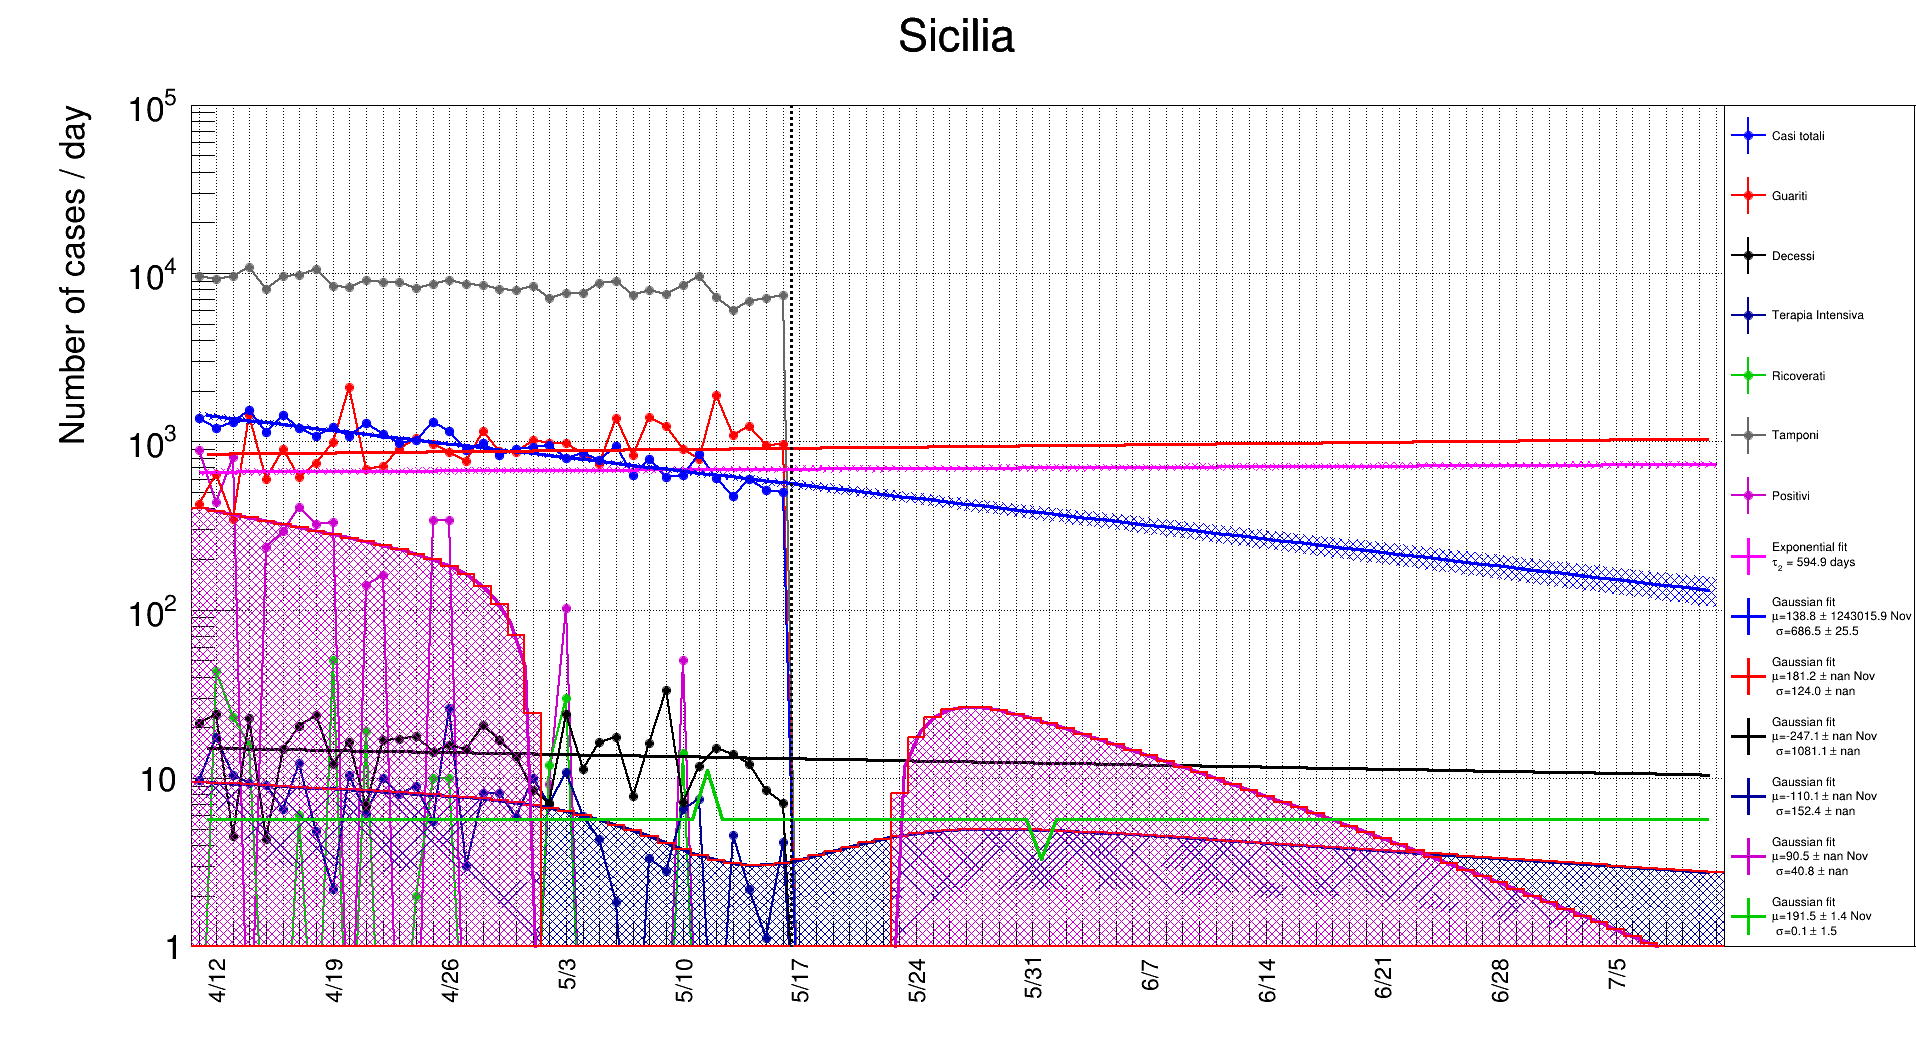 Sicilia
Number of cases / day
10^5
10^4
10^3
10^2
10
1
4/12
4/19
4/26
5/3
5/10
5/17
5/24
5/31
6/7
6/14
6/21
6/28
7/5
Casi totali
Guariti
Decessi
Terapia Intensiva
Ricoverati
Tamponi
Positivi
Exponential fit
τ2 = 594.9 days
Gaussian fit
μ=138.8 ± 1243015.9 Nov
σ=686.5 ± 25.5
Gaussian fit
μ=181.2 ± nan Nov
σ=124.0 ± nan
Gaussian fit
μ=-247.1 ± nan Nov
σ=1081.1 ± nan
Gaussian fit
μ=-110.1 ± nan Nov
σ=152.4 ± nan
Gaussian fit
μ=90.5 ± nan Nov
σ=40.8 ± nan
Gaussian fit
μ=191.5 ± 1.4 Nov
σ=0.1 ± 1.5